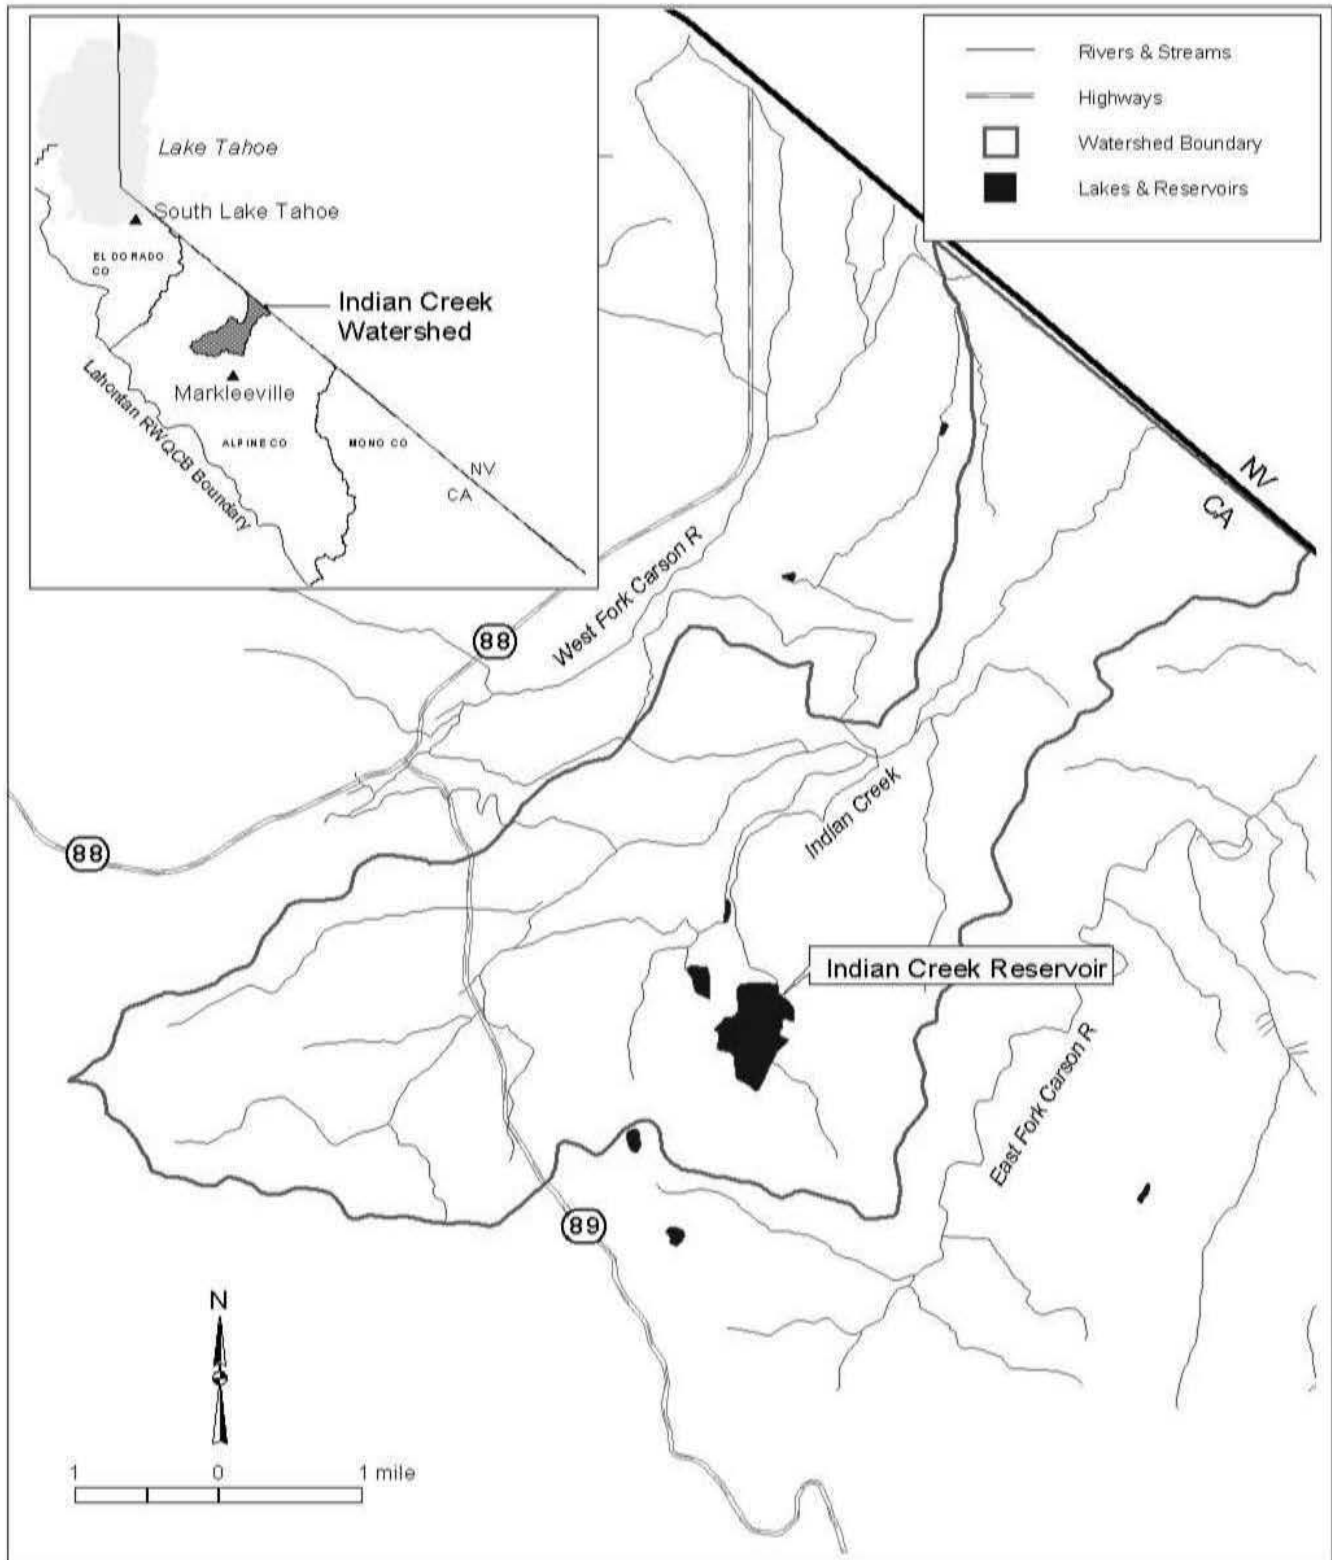 Lake Tahoe
South Lake Tahoe
EL DORADO
CO
Indian Creek
Watershed
Markleeville
Lahontan RWQCB Boundary
ALPINE CO
MONO CO
NV
CA
Rivers & Streams
Highways
Watershed Boundary
Lakes & Reservoirs
NV
CA
West Fork Carson R
88
88
Indian Creek
Indian Creek Reservoir
East Fork Carson R
89
N
1 0 1 mile